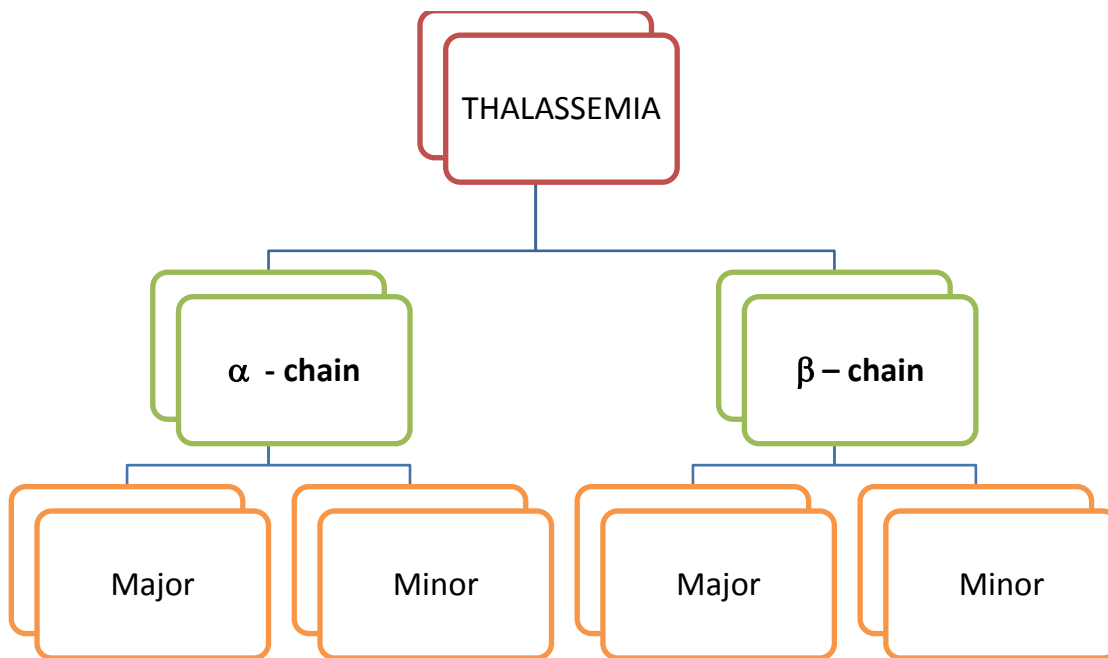 THALASSEMIA
α - chain
β – chain
Major
Minor
Major
Minor